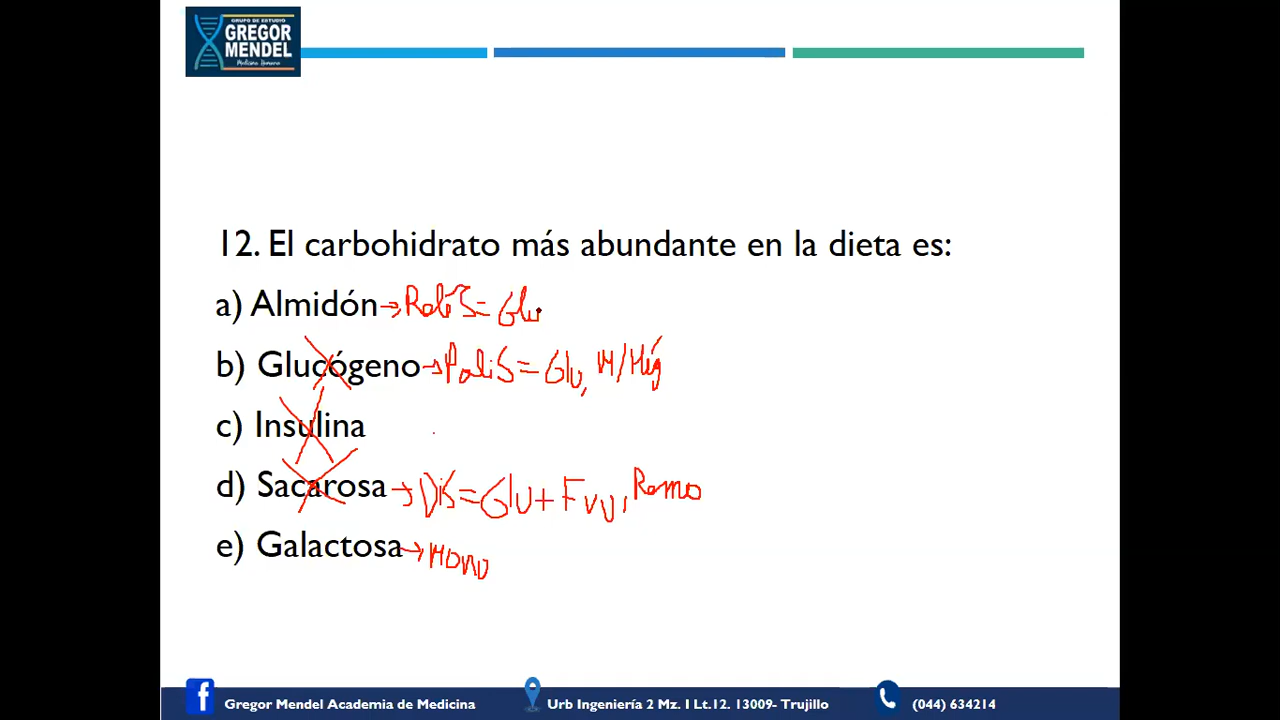 GRUPO DE ESTUDIO
GREGOR
MENDEL
Medicina Humana
12. El carbohidrato más abundante en la dieta es:
a) Almidón → PoliS = Glu
b) Glucógeno → PoliS = Glu, M/Híg
c) Insulina
d) Sacarosa → DiS = Glu + Fru, Remo
e) Galactosa → Mono
Gregor Mendel Academia de Medicina
Urb Ingeniería 2 Mz. I Lt.12. 13009- Trujillo
(044) 634214